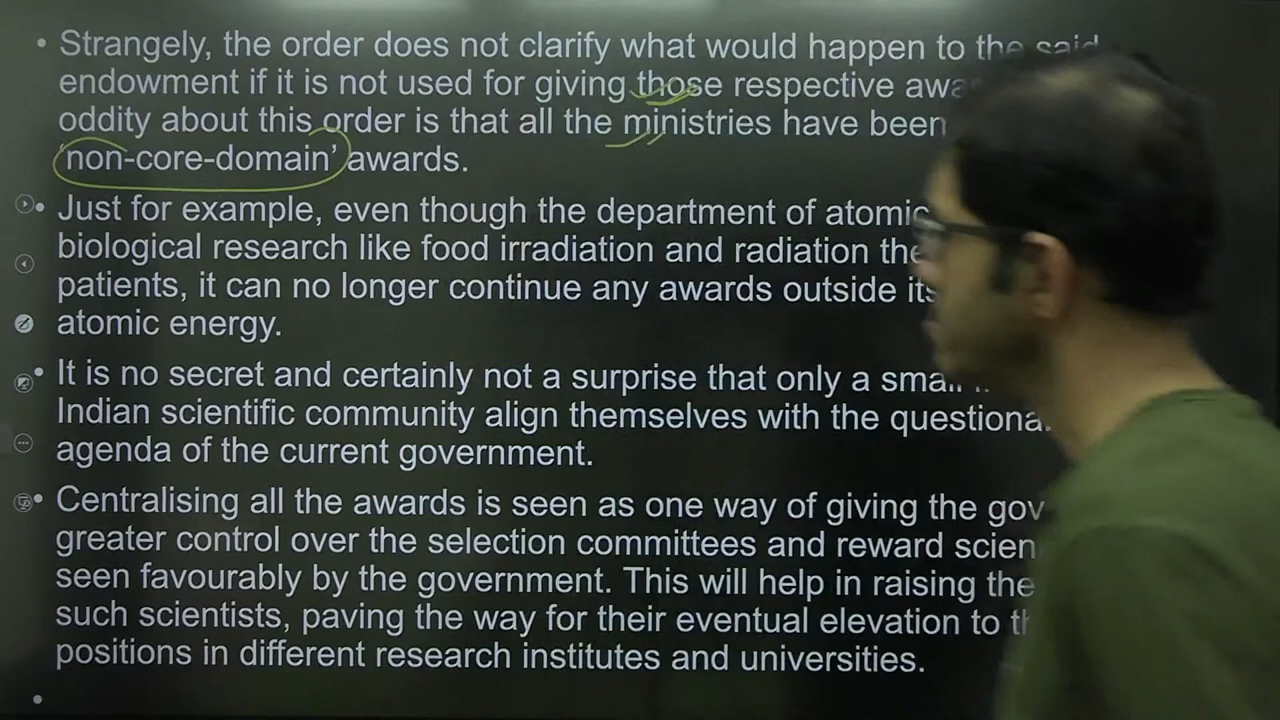 • Strangely, the order does not clarify what would happen to the said
endowment if it is not used for giving those respective
oddity about this order is that all the ministries have been
'non-core-domain' awards.
• Just for example, even though the department of atomic
biological research like food irradiation and radiation
patients, it can no longer continue any awards outside its
atomic energy.
• It is no secret and certainly not a surprise that only a small
Indian scientific community align themselves with the
agenda of the current government.
• Centralising all the awards is seen as one way of giving the
greater control over the selection committees and reward
seen favourably by the government. This will help in raising the
such scientists, paving the way for their eventual elevation to
positions in different research institutes and universities.